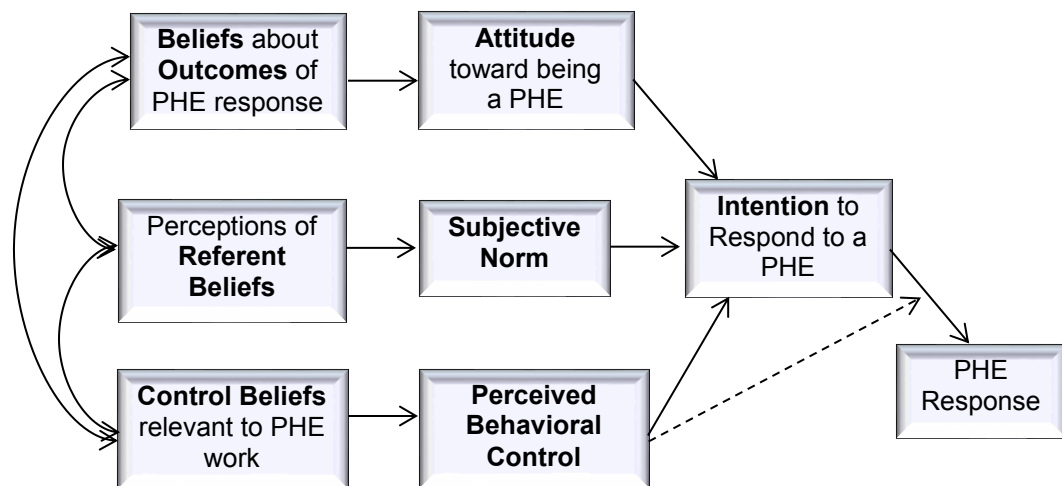 Beliefs about
Outcomes of
PHE response
Attitude
toward being
a PHE
Perceptions of
Referent
Beliefs
Subjective
Norm
Intention to
Respond to a
PHE
Control Beliefs
relevant to PHE
work
Perceived
Behavioral
Control
PHE
Response